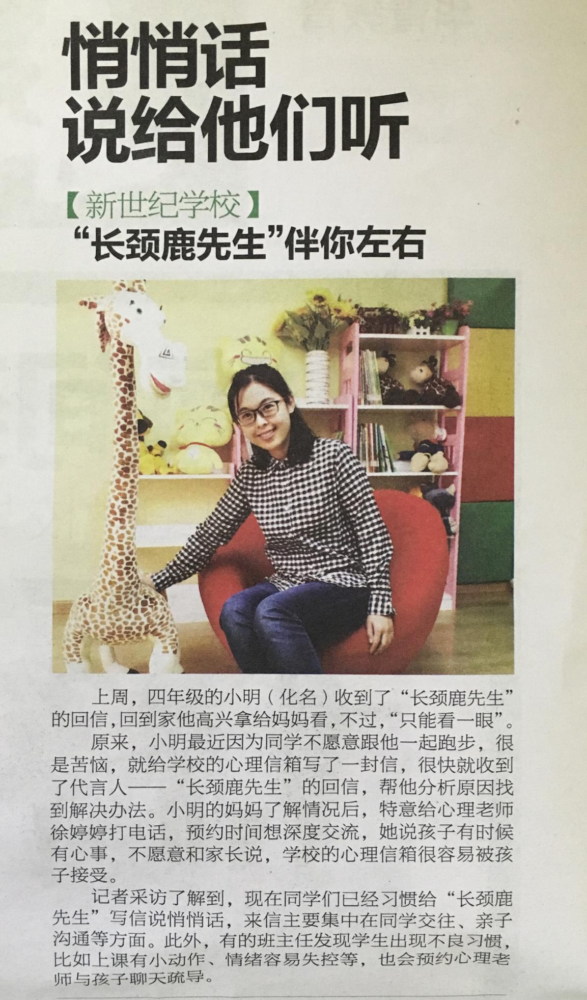 悄悄话
说给他们听
【新世纪学校】
“长颈鹿先生”伴你左右
上周，四年级的小明（化名）收到了“长颈鹿先生”
的回信，回到家他高兴拿给妈妈看，不过，“只能看一眼”。
原来，小明最近因为同学不愿意跟他一起跑步，很
是苦恼，就给学校的心理信箱写了一封信，很快就收到
了代言人——“长颈鹿先生”的回信，帮他分析原因找
到解决办法。小明的妈妈了解情况后，特意给心理老师
徐婷婷打电话，预约时间想深度交流，她说孩子有时候
有心事，不愿意和家长说，学校的心理信箱很容易被孩
子接受。
记者采访了解到，现在同学们已经习惯给“长颈鹿
先生”写信说悄悄话，来信主要集中在同学交往、亲子
沟通等方面。此外，有的班主任发现学生出现不良习惯，
比如上课有小动作、情绪容易失控等，也会预约心理老
师与孩子聊天疏导。